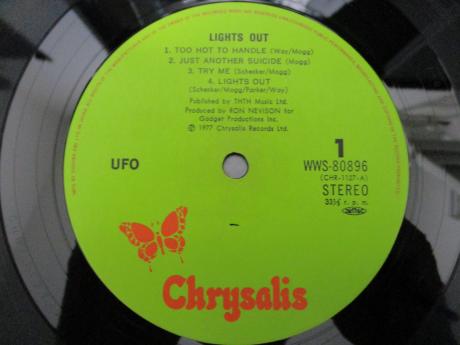 LIGHTS OUT
1. TOO HOT TO HANDLE (Way/Mogg)
2. JUST ANOTHER SUICIDE (Mogg)
3. TRY ME (Schenker/Mogg)
4. LIGHTS OUT
(Schenker/Mogg/Parker/Way)
Published by THTH Music Ltd.
Produced by RON NEVISON for
Gadget Productions Inc.
℗ 1977 Chrysalis Records Ltd.
UFO
1
WWS-80896
(CHR-1127-A)
STEREO
33⅓ r. p. m.
Chrysalis